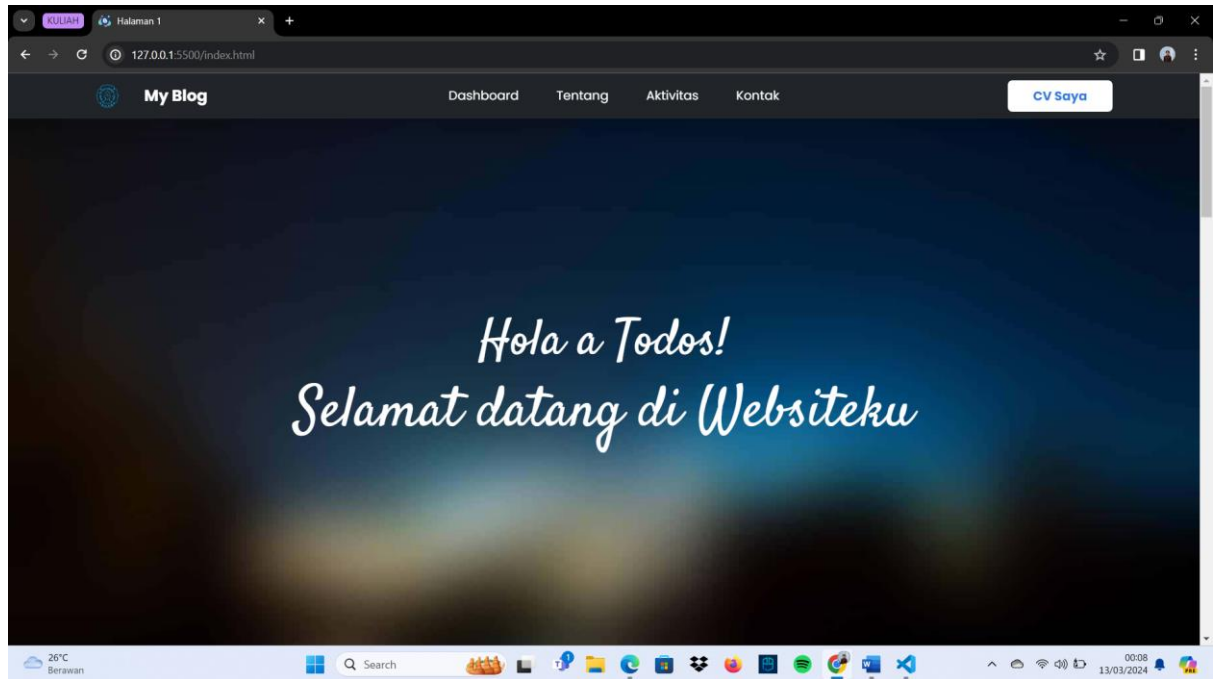 KULIAH
Halaman 1
127.0.0.1:5500/index.html
My Blog
Dashboard Tentang Aktivitas Kontak
CV Saya
Hola a Todos!
Selamat datang di Websiteku
26°C
Berawan
Search
00:08
13/03/2024